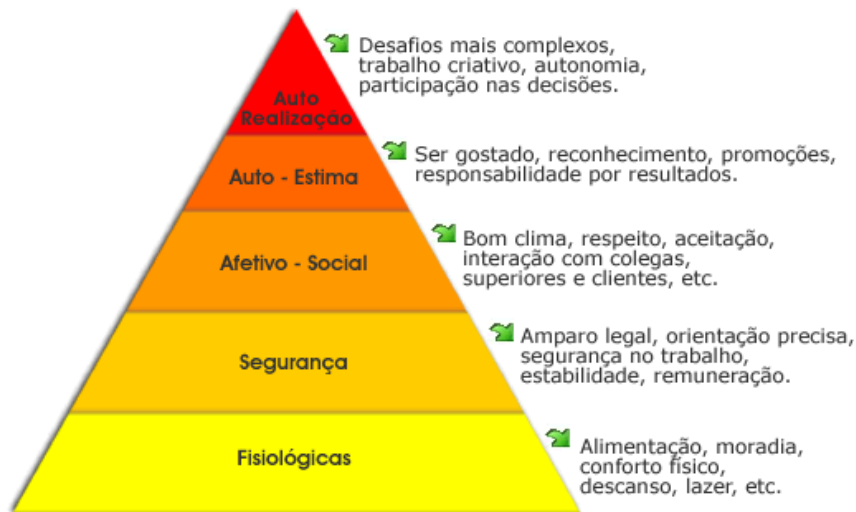 Desafios mais complexos,
trabalho criativo, autonomia,
participação nas decisões.
Auto
Realização
Ser gostado, reconhecimento, promoções,
responsabilidade por resultados.
Auto - Estima
Bom clima, respeito, aceitação,
interação com colegas,
superiores e clientes, etc.
Afetivo - Social
Amparo legal, orientação precisa,
segurança no trabalho,
estabilidade, remuneração.
Segurança
Alimentação, moradia,
conforto físico,
descanso, lazer, etc.
Fisiológicas